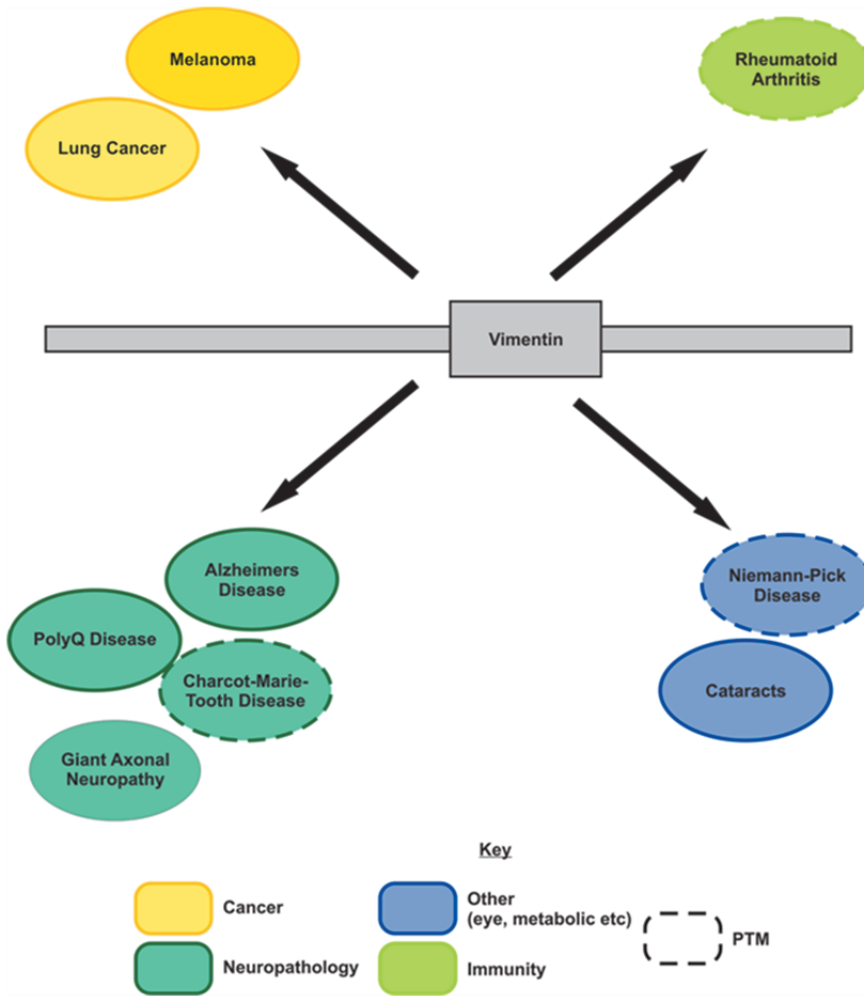 Melanoma
Lung Cancer
Rheumatoid
Arthritis
Vimentin
Alzheimers
Disease
PolyQ Disease
Charcot-Marie-
Tooth Disease
Giant Axonal
Neuropathy
Niemann-Pick
Disease
Cataracts
Key
Cancer
Neuropathology
Other
(eye, metabolic etc)
Immunity
PTM